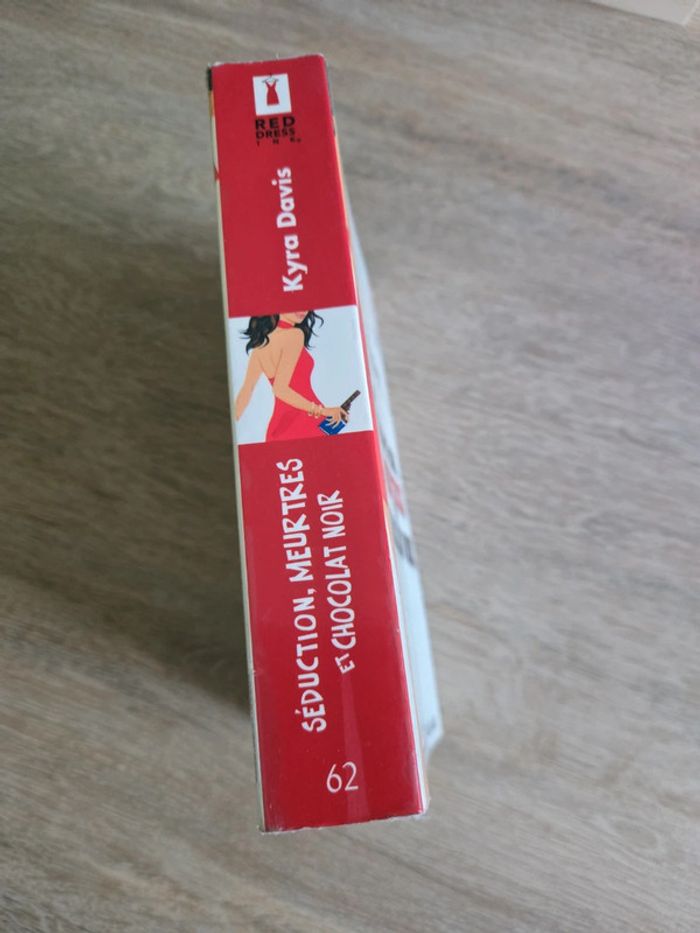 RED
DRESS
INK®
Kyra Davis
SÉDUCTION, MEURTRES
ET CHOCOLAT NOIR
62